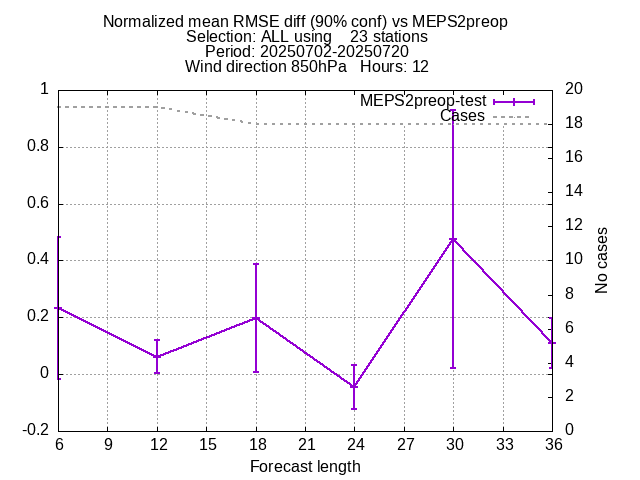 Normalized mean RMSE diff (90% conf) vs MEPS2preop
Selection: ALL using 23 stations
Period: 20250702-20250720
Wind direction 850hPa Hours: 12
MEPS2preop-test
Cases
1
0.8
0.6
0.4
0.2
0
-0.2
20
18
16
14
12
10
8
6
4
2
0
No cases
6 9 12 15 18 21 24 27 30 33 36
Forecast length